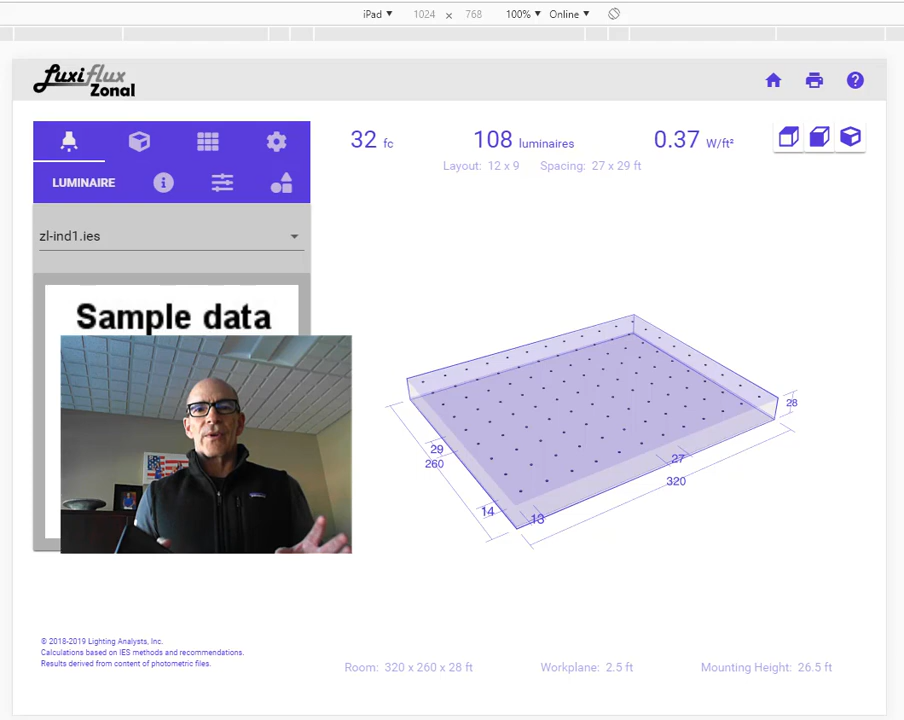 iPad 1024 x 768 100% Online
Luxiflux
Zonal
32 fc 108 luminaires 0.37 W/ft²
Layout: 12 x 9 Spacing: 27 x 29 ft
LUMINAIRE
zl-ind1.ies
Sample data
28
29
260
27
320
14
13
© 2018-2019 Lighting Analysts, Inc.
Calculations based on IES methods and recommendations.
Results derived from content of photometric files.
Room: 320 x 260 x 28 ft Workplane: 2.5 ft Mounting Height: 26.5 ft